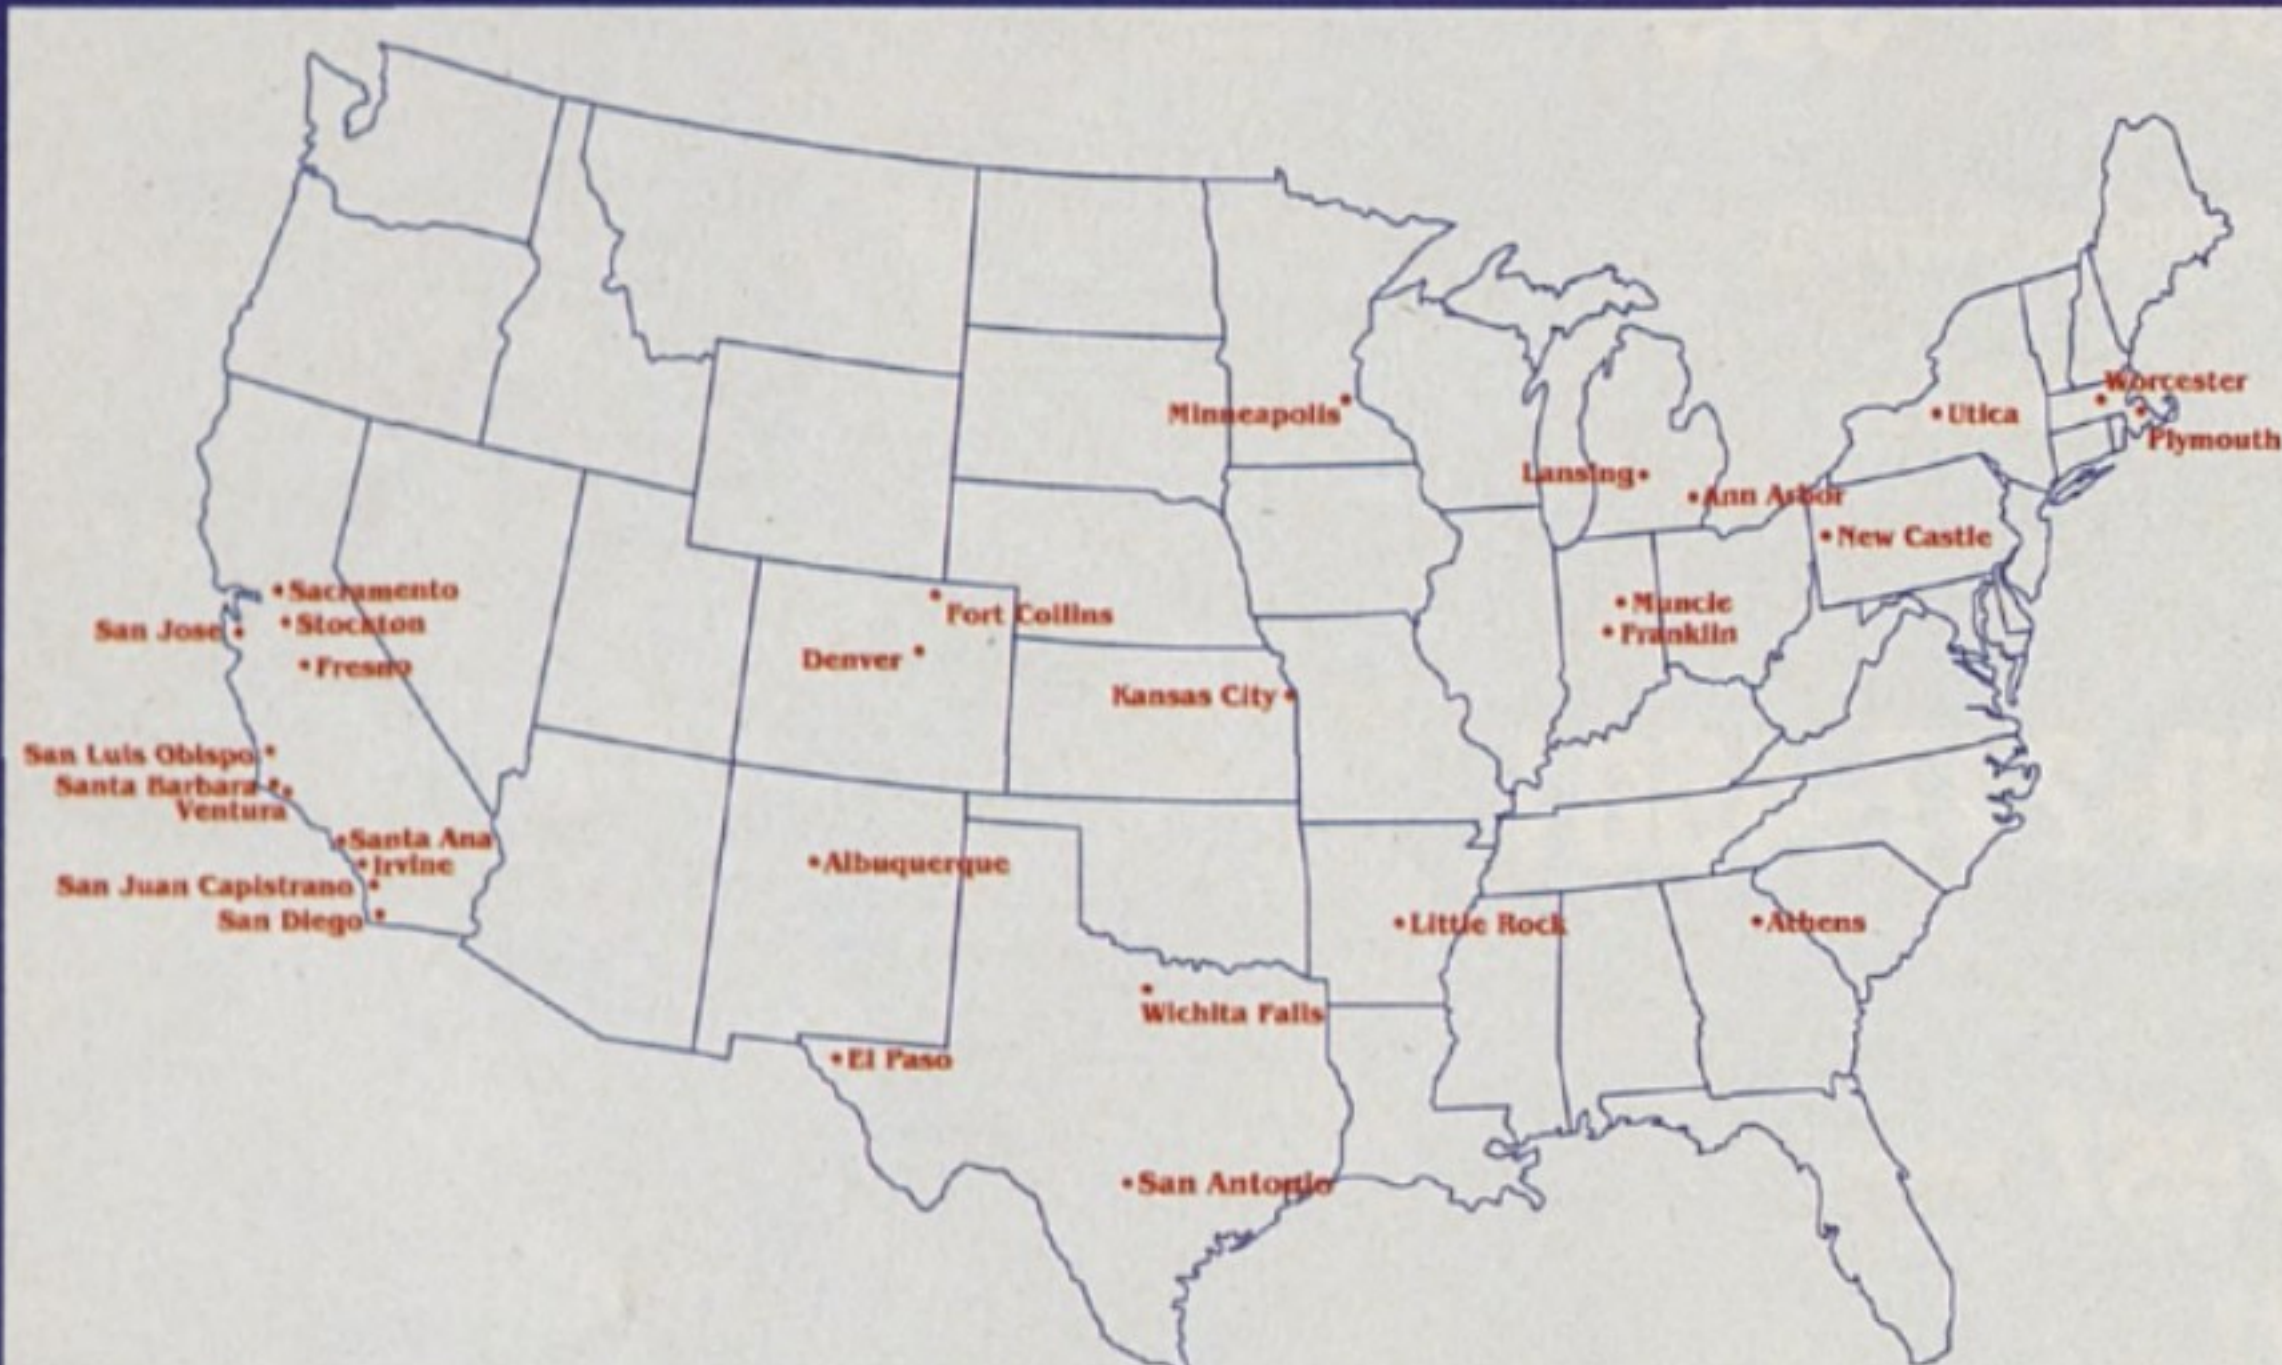 Worcester
Minneapolis
Utica
Plymouth
Lansing
Ann Arbor
New Castle
Sacramento
Muncie
Fort Collins
Stockton
San Jose
Franklin
Denver
Fresno
Kansas City
San Luis Obispo
Santa Barbara
Ventura
Santa Ana
Irvine
Albuquerque
San Juan Capistrano
San Diego
Little Rock
Athens
Wichita Falls
El Paso
San Antonio